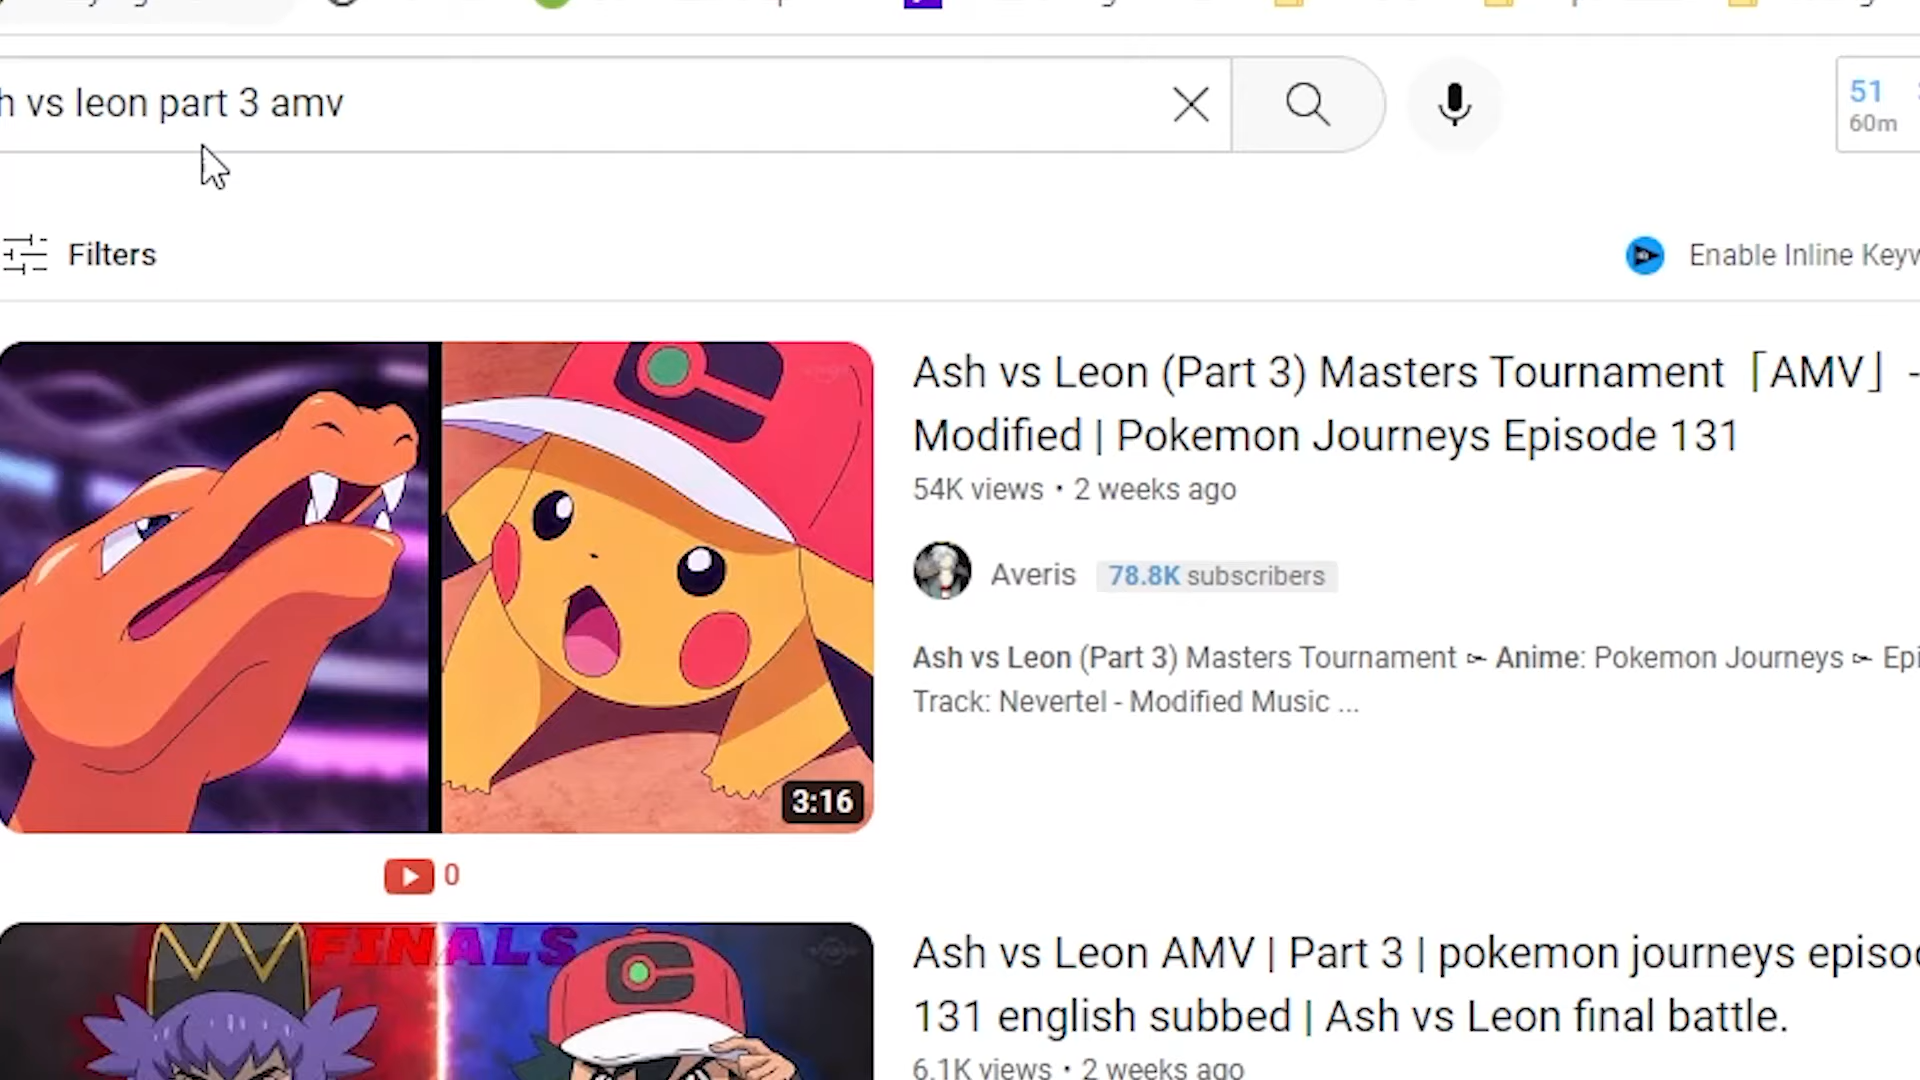 h vs leon part 3 amv
51
60m
Filters
Enable Inline Keyw
Ash vs Leon (Part 3) Masters Tournament「AMV」-
Modified | Pokemon Journeys Episode 131
54K views • 2 weeks ago
Averis 78.8K subscribers
Ash vs Leon (Part 3) Masters Tournament ⊱ Anime: Pokemon Journeys ⊱ Epi
Track: Nevertel - Modified Music ...
3:16
0
FINALS
Ash vs Leon AMV | Part 3 | pokemon journeys episo
131 english subbed | Ash vs Leon final battle.
6.1K views • 2 weeks ago